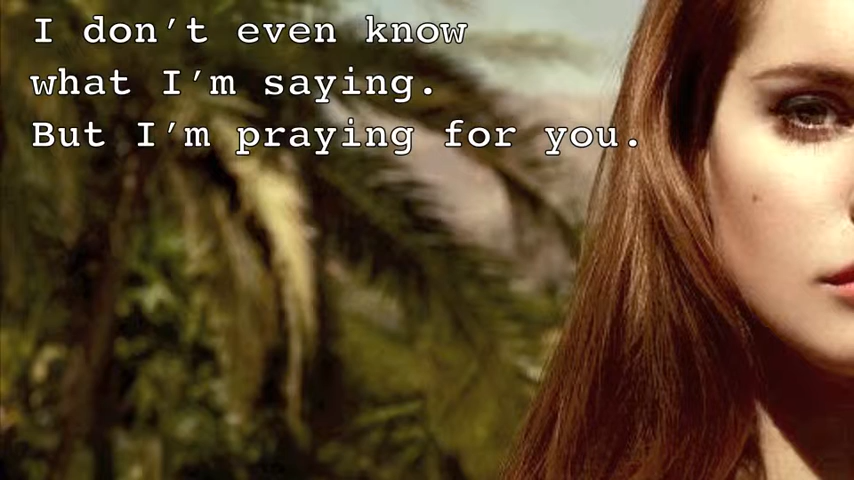 I don’t even know
what I’m saying.
But I’m praying for you.